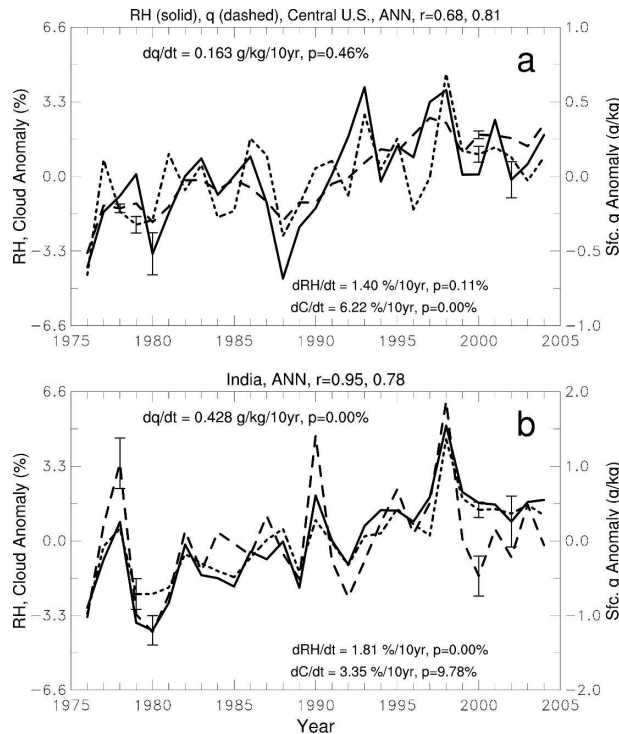 RH (solid), q (dashed), Central U.S., ANN, r=0.68, 0.81
6.6
1.0
dq/dt = 0.163 g/kg/10yr, p=0.46%
a
3.3
0.5
RH, Cloud Anomaly (%)
0.0
0.0
Sfc. q Anomaly (g/kg)
-3.3
-0.5
dRH/dt = 1.40 %/10yr, p=0.11%
dC/dt = 6.22 %/10yr, p=0.00%
-6.6
-1.0
1975 1980 1985 1990 1995 2000 2005
India, ANN, r=0.95, 0.78
6.6
2.0
dq/dt = 0.428 g/kg/10yr, p=0.00%
b
3.3
1.0
RH, Cloud Anomaly (%)
0.0
0.0
Sfc. q Anomaly (g/kg)
-3.3
-1.0
dRH/dt = 1.81 %/10yr, p=0.00%
dC/dt = 3.35 %/10yr, p=9.78%
-6.6
-2.0
1975 1980 1985 1990 1995 2000 2005
Year